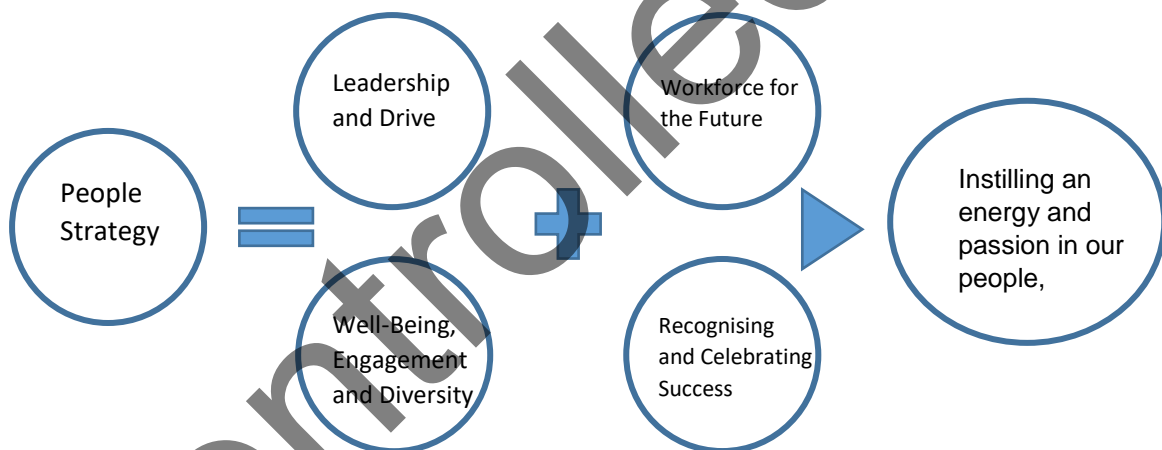 People
Strategy
Leadership
and Drive
Well-Being,
Engagement
and Diversity
Workforce for
the Future
Recognising
and Celebrating
Success
Instilling an
energy and
passion in our
people,
ntrolled